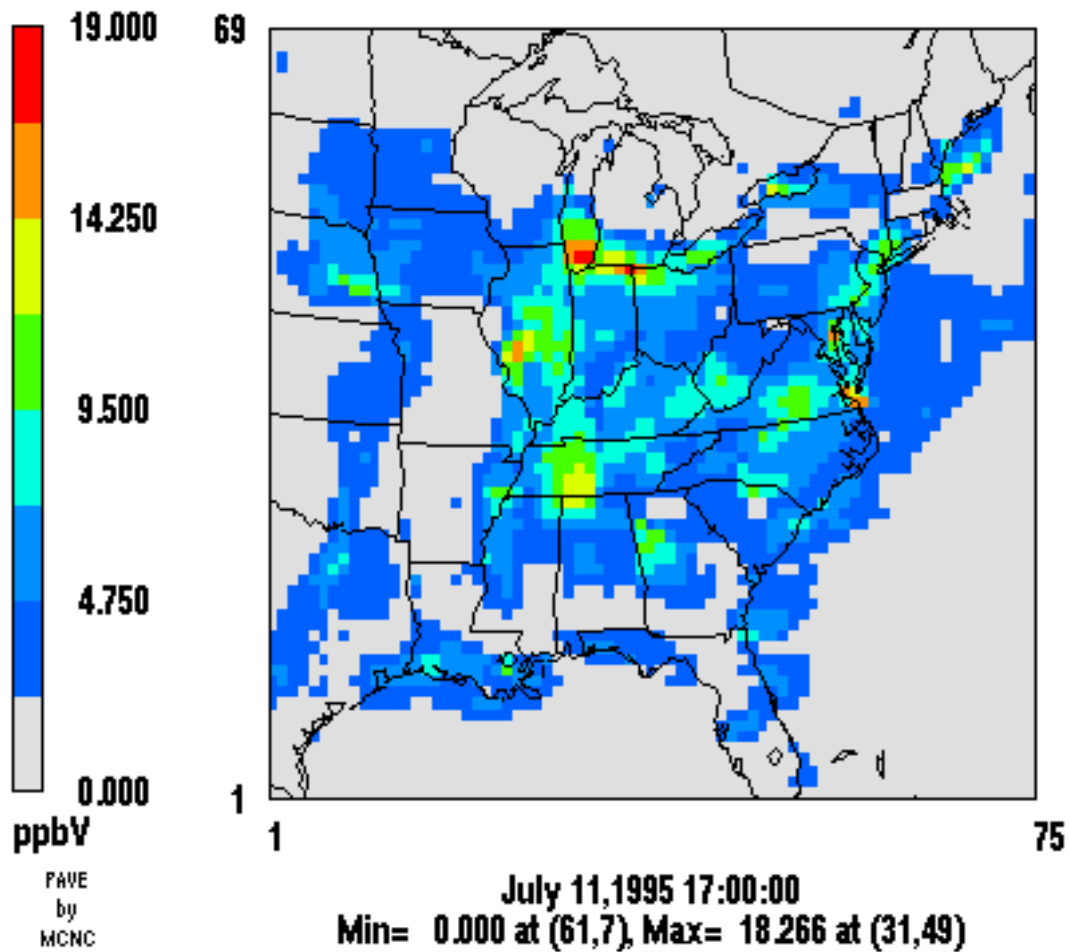 19.000
14.250
9.500
4.750
0.000
ppbV
PAVE
by
MCNC
69
1
1
75
July 11,1995 17:00:00
Min= 0.000 at (61,7), Max= 18.266 at (31,49)